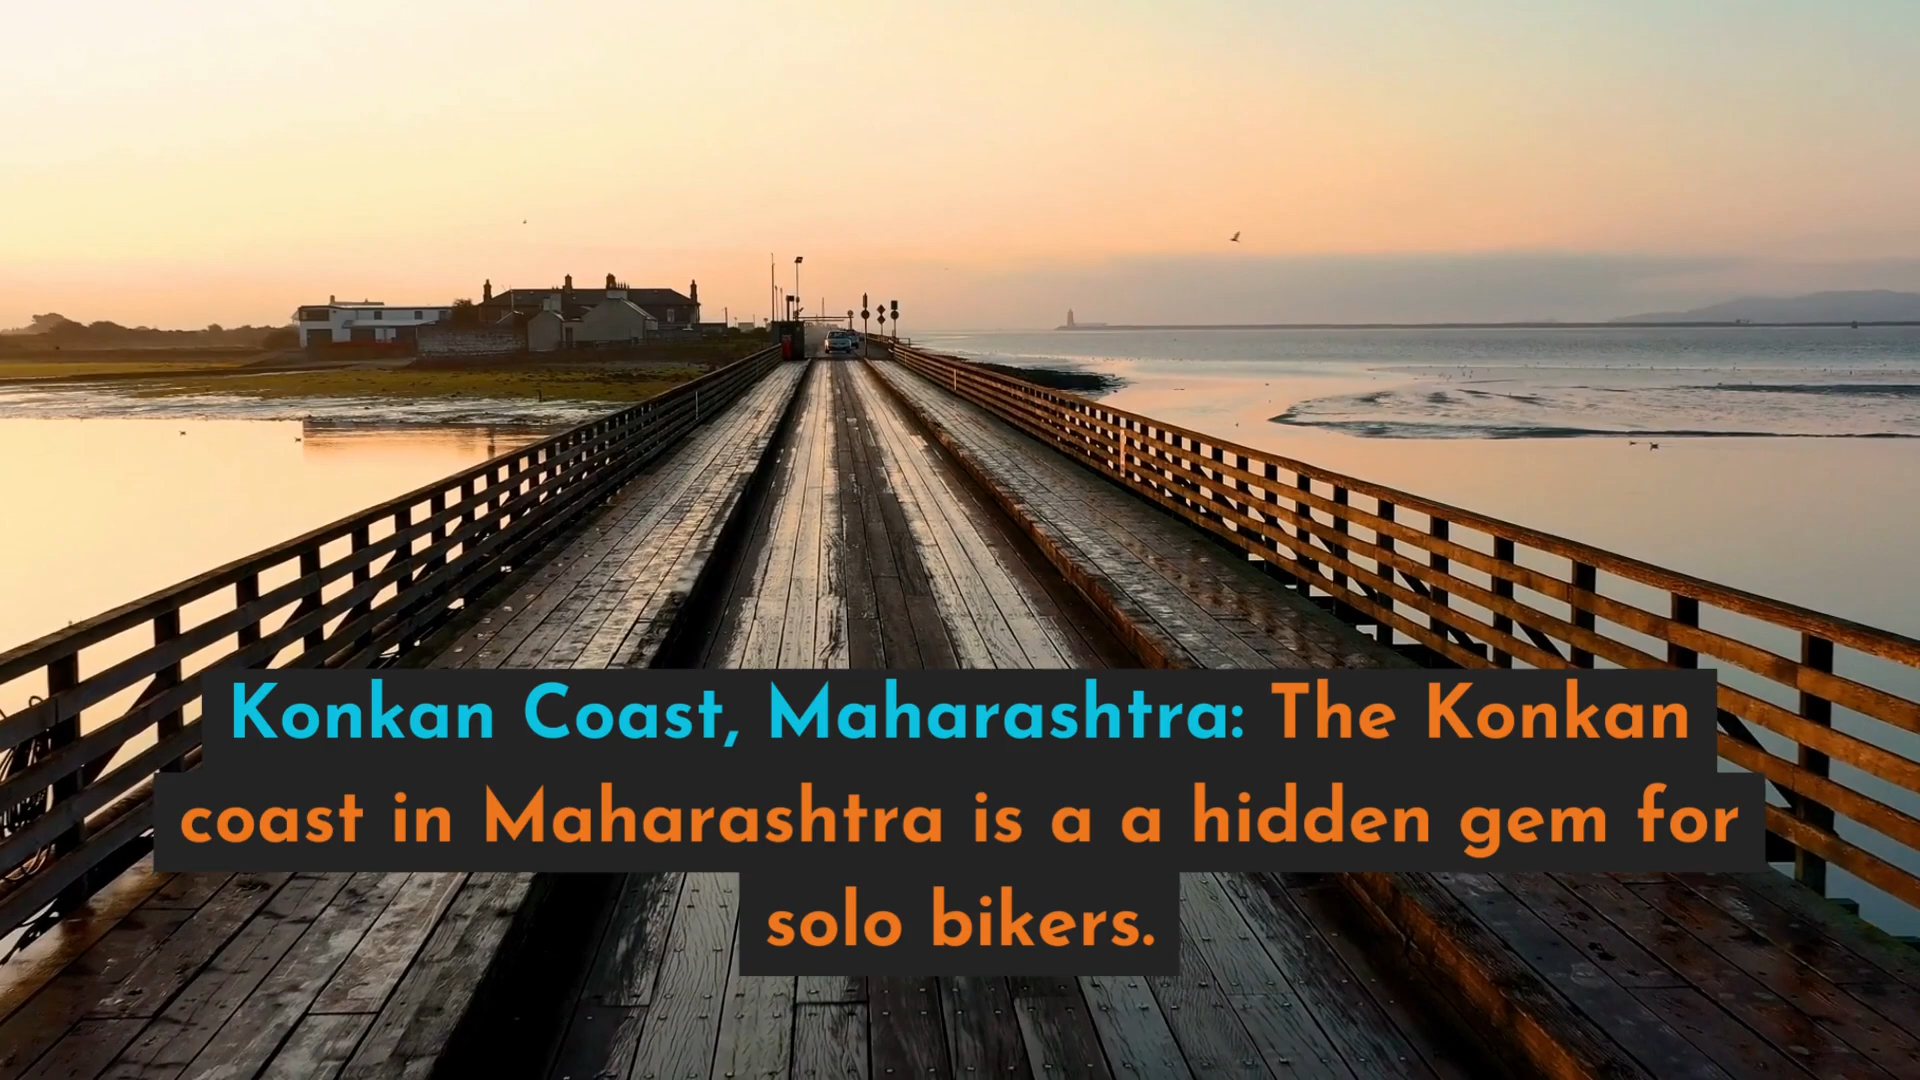 Konkan Coast, Maharashtra: The Konkan
coast in Maharashtra is a a hidden gem for
solo bikers.